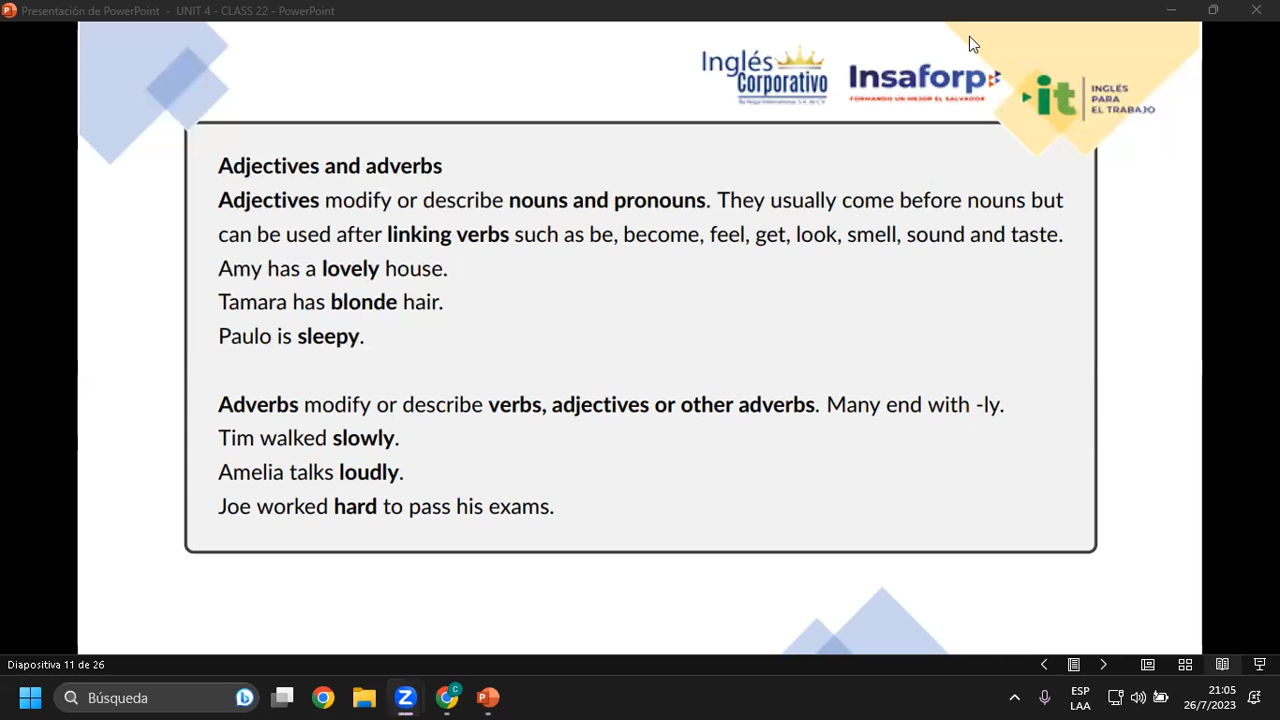 Presentación de PowerPoint - UNIT 4 - CLASS 22 - PowerPoint
Inglés
Corporativo
Insaforp
FORMANDO UN MEJOR EL SALVADOR
it
INGLÉS
PARA
EL TRABAJO
Adjectives and adverbs
Adjectives modify or describe nouns and pronouns. They usually come before nouns but
can be used after linking verbs such as be, become, feel, get, look, smell, sound and taste.
Amy has a lovely house.
Tamara has blonde hair.
Paulo is sleepy.
Adverbs modify or describe verbs, adjectives or other adverbs. Many end with -ly.
Tim walked slowly.
Amelia talks loudly.
Joe worked hard to pass his exams.
Diapositiva 11 de 26
Búsqueda
ESP
LAA
21:05
26/7/2023